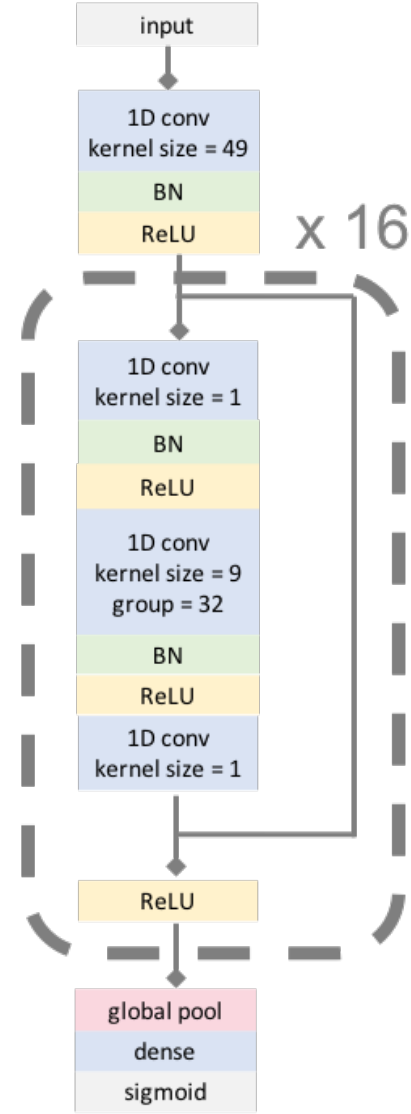 input
1D conv
kernel size = 49
BN
ReLU
x 16
1D conv
kernel size = 1
BN
ReLU
1D conv
kernel size = 9
group = 32
BN
ReLU
1D conv
kernel size = 1
ReLU
global pool
dense
sigmoid